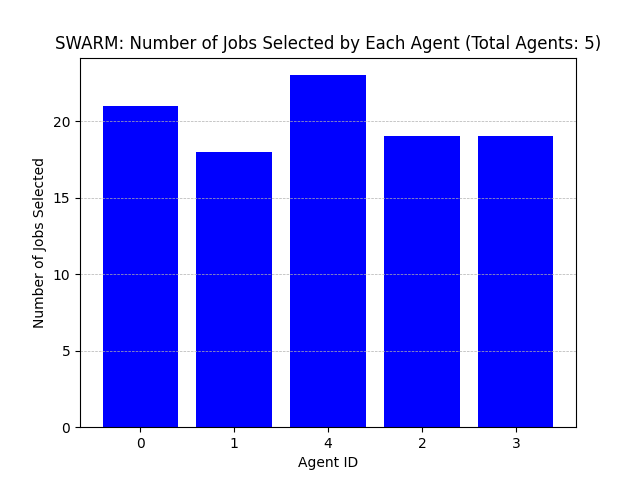 SWARM: Number of Jobs Selected by Each Agent (Total Agents: 5)
Number of Jobs Selected
20
15
10
5
0
0 1 4 2 3
Agent ID